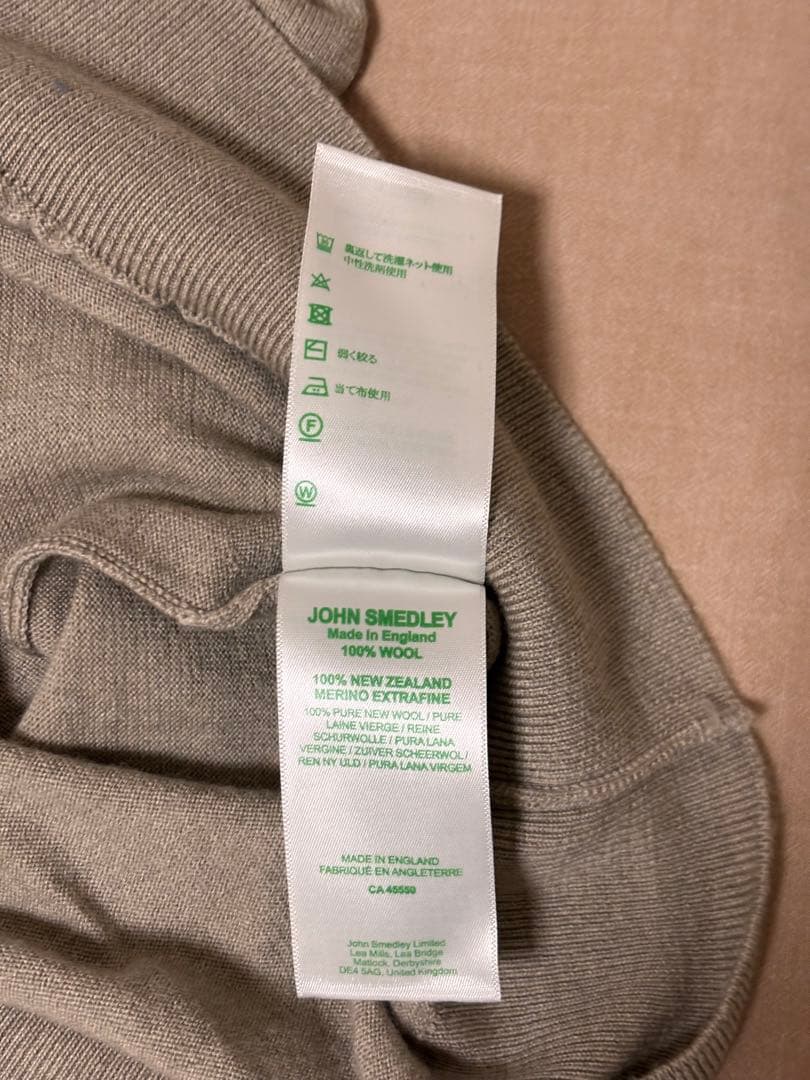 裏返して洗濯ネット使用
中性洗剤使用
弱く絞る
当て布使用
F
W
JOHN SMEDLEY
Made in England
100% WOOL
100% NEW ZEALAND
MERINO EXTRAFINE
100% PURE NEW WOOL / PURE
LAINE VIERGE / REINE
SCHURWOLLE / PURA LANA
VERGINE / ZUIVER SCHEERWOL /
REN NY ULD / PURA LANA VIRGEM
MADE IN ENGLAND
FABRIQUÉ EN ANGLETERRE
CA 45550
John Smedley Limited
Lea Mills, Lea Bridge
Matlock, Derbyshire
DE4 5AG, United Kingdom